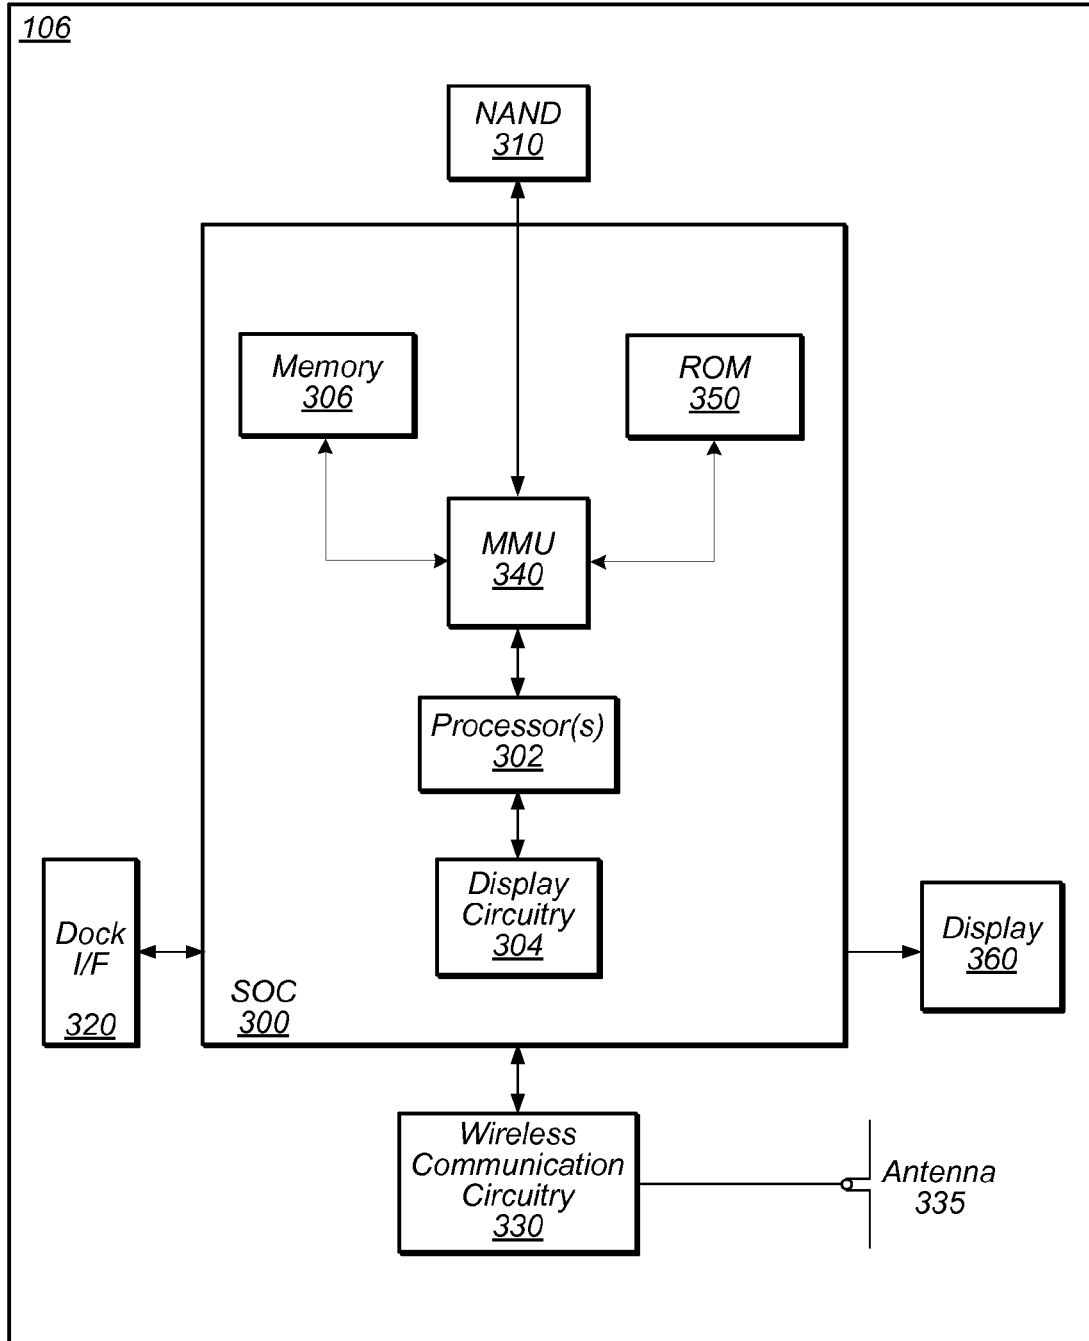 106
NAND
310
Memory
306
ROM
350
MMU
340
Processor(s)
302
Display
Circuitry
304
Dock
I/F
320
SOC
300
Display
360
Wireless
Communication
Circuitry
330
Antenna
335